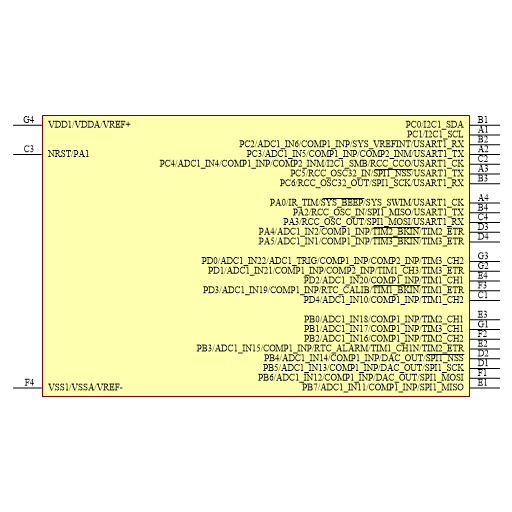 G4 VDD1/VDDA/VREF+ PC0/I2C1_SDA B1
PC1/I2C1_SCL A1
PC2/ADC1_IN6/COMP1_INP/SYS_VREFINT/USART1_RX B2
C3 NRST/PA1 PC3/ADC1_IN5/COMP1_INP/COMP2_INM/USART1_TX A2
PC4/ADC1_IN4/COMP1_INP/COMP2_INM/I2C1_SMB/RCC_CCO/USART1_CK C2
PC5/RCC_OSC32_IN/SPI1_NSS/USART1_TX A3
PC6/RCC_OSC32_OUT/SPI1_SCK/USART1_RX B3
PA0/IR_TIM/SYS_BEEP/SYS_SWIM/USART1_CK A4
PA2/RCC_OSC_IN/SPI1_MISO/USART1_TX B4
PA3/RCC_OSC_OUT/SPI1_MOSI/USART1_RX C4
PA4/ADC1_IN2/COMP1_INP/TIM2_BKIN/TIM2_ETR D3
PA5/ADC1_IN1/COMP1_INP/TIM3_BKIN/TIM3_ETR D4
PD0/ADC1_IN22/ADC1_TRIG/COMP1_INP/COMP2_INP/TIM3_CH2 G3
PD1/ADC1_IN21/COMP1_INP/COMP2_INP/TIM1_CH3/TIM3_ETR G2
PD2/ADC1_IN20/COMP1_INP/TIM1_CH1 E4
PD3/ADC1_IN19/COMP1_INP/RTC_CALIB/TIM1_BKIN/TIM1_ETR F3
PD4/ADC1_IN10/COMP1_INP/TIM1_CH2 C1
PB0/ADC1_IN18/COMP1_INP/TIM2_CH1 E3
PB1/ADC1_IN17/COMP1_INP/TIM3_CH1 G1
PB2/ADC1_IN16/COMP1_INP/TIM2_CH2 F2
PB3/ADC1_IN15/COMP1_INP/RTC_ALARM/TIM1_CH1N/TIM2_ETR E2
PB4/ADC1_IN14/COMP1_INP/DAC_OUT/SPI1_NSS D2
PB5/ADC1_IN13/COMP1_INP/DAC_OUT/SPI1_SCK D1
PB6/ADC1_IN12/COMP1_INP/DAC_OUT/SPI1_MOSI F1
F4 VSS1/VSSA/VREF- PB7/ADC1_IN11/COMP1_INP/SPI1_MISO E1